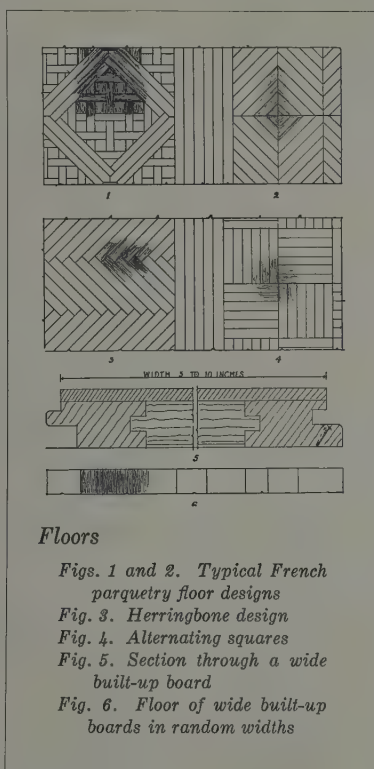 1 2
3 4
WIDTH 3 TO 10 INCHES
5
6
Floors
Figs. 1 and 2. Typical French
parquetry floor designs
Fig. 3. Herringbone design
Fig. 4. Alternating squares
Fig. 5. Section through a wide
built-up board
Fig. 6. Floor of wide built-up
boards in random widths